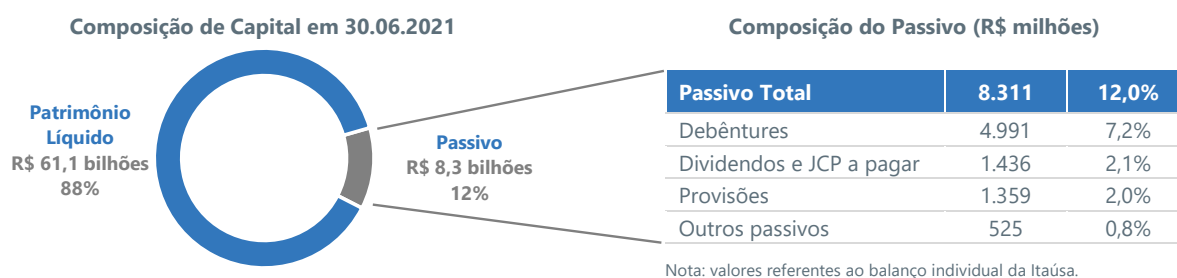 Composição de Capital em 30.06.2021
Patrimônio
Líquido
R$ 61,1 bilhões
88%
Passivo
R$ 8,3 bilhões
12%
Composição do Passivo (R$ milhões)
Passivo Total 8.311 12,0%
Debêntures 4.991 7,2%
Dividendos e JCP a pagar 1.436 2,1%
Provisões 1.359 2,0%
Outros passivos 525 0,8%
Nota: valores referentes ao balanço individual da Itaúsa.